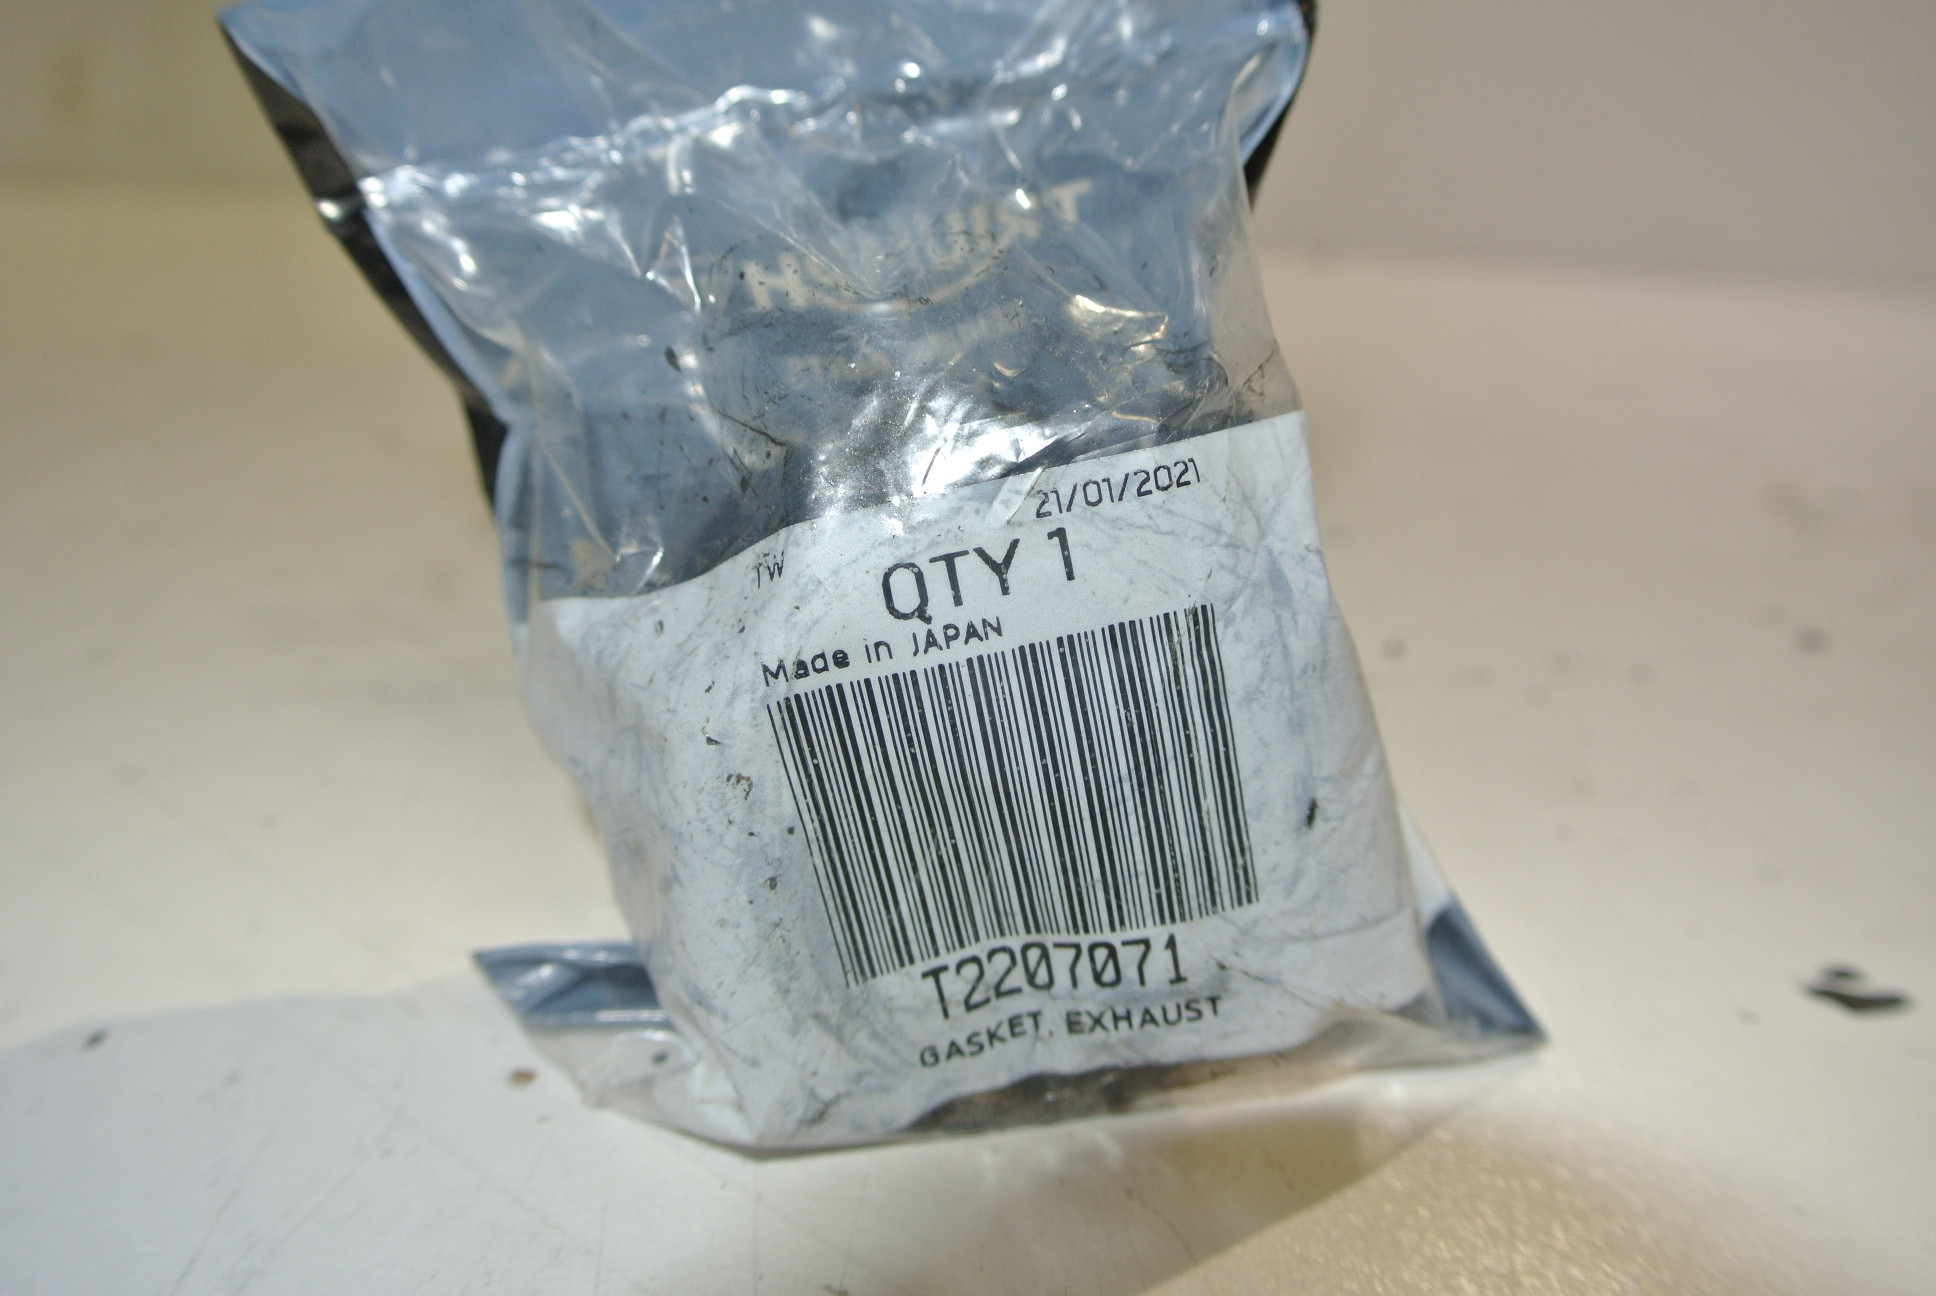 21/01/2021
TW
QTY 1
Made in JAPAN
T2207071
GASKET, EXHAUST